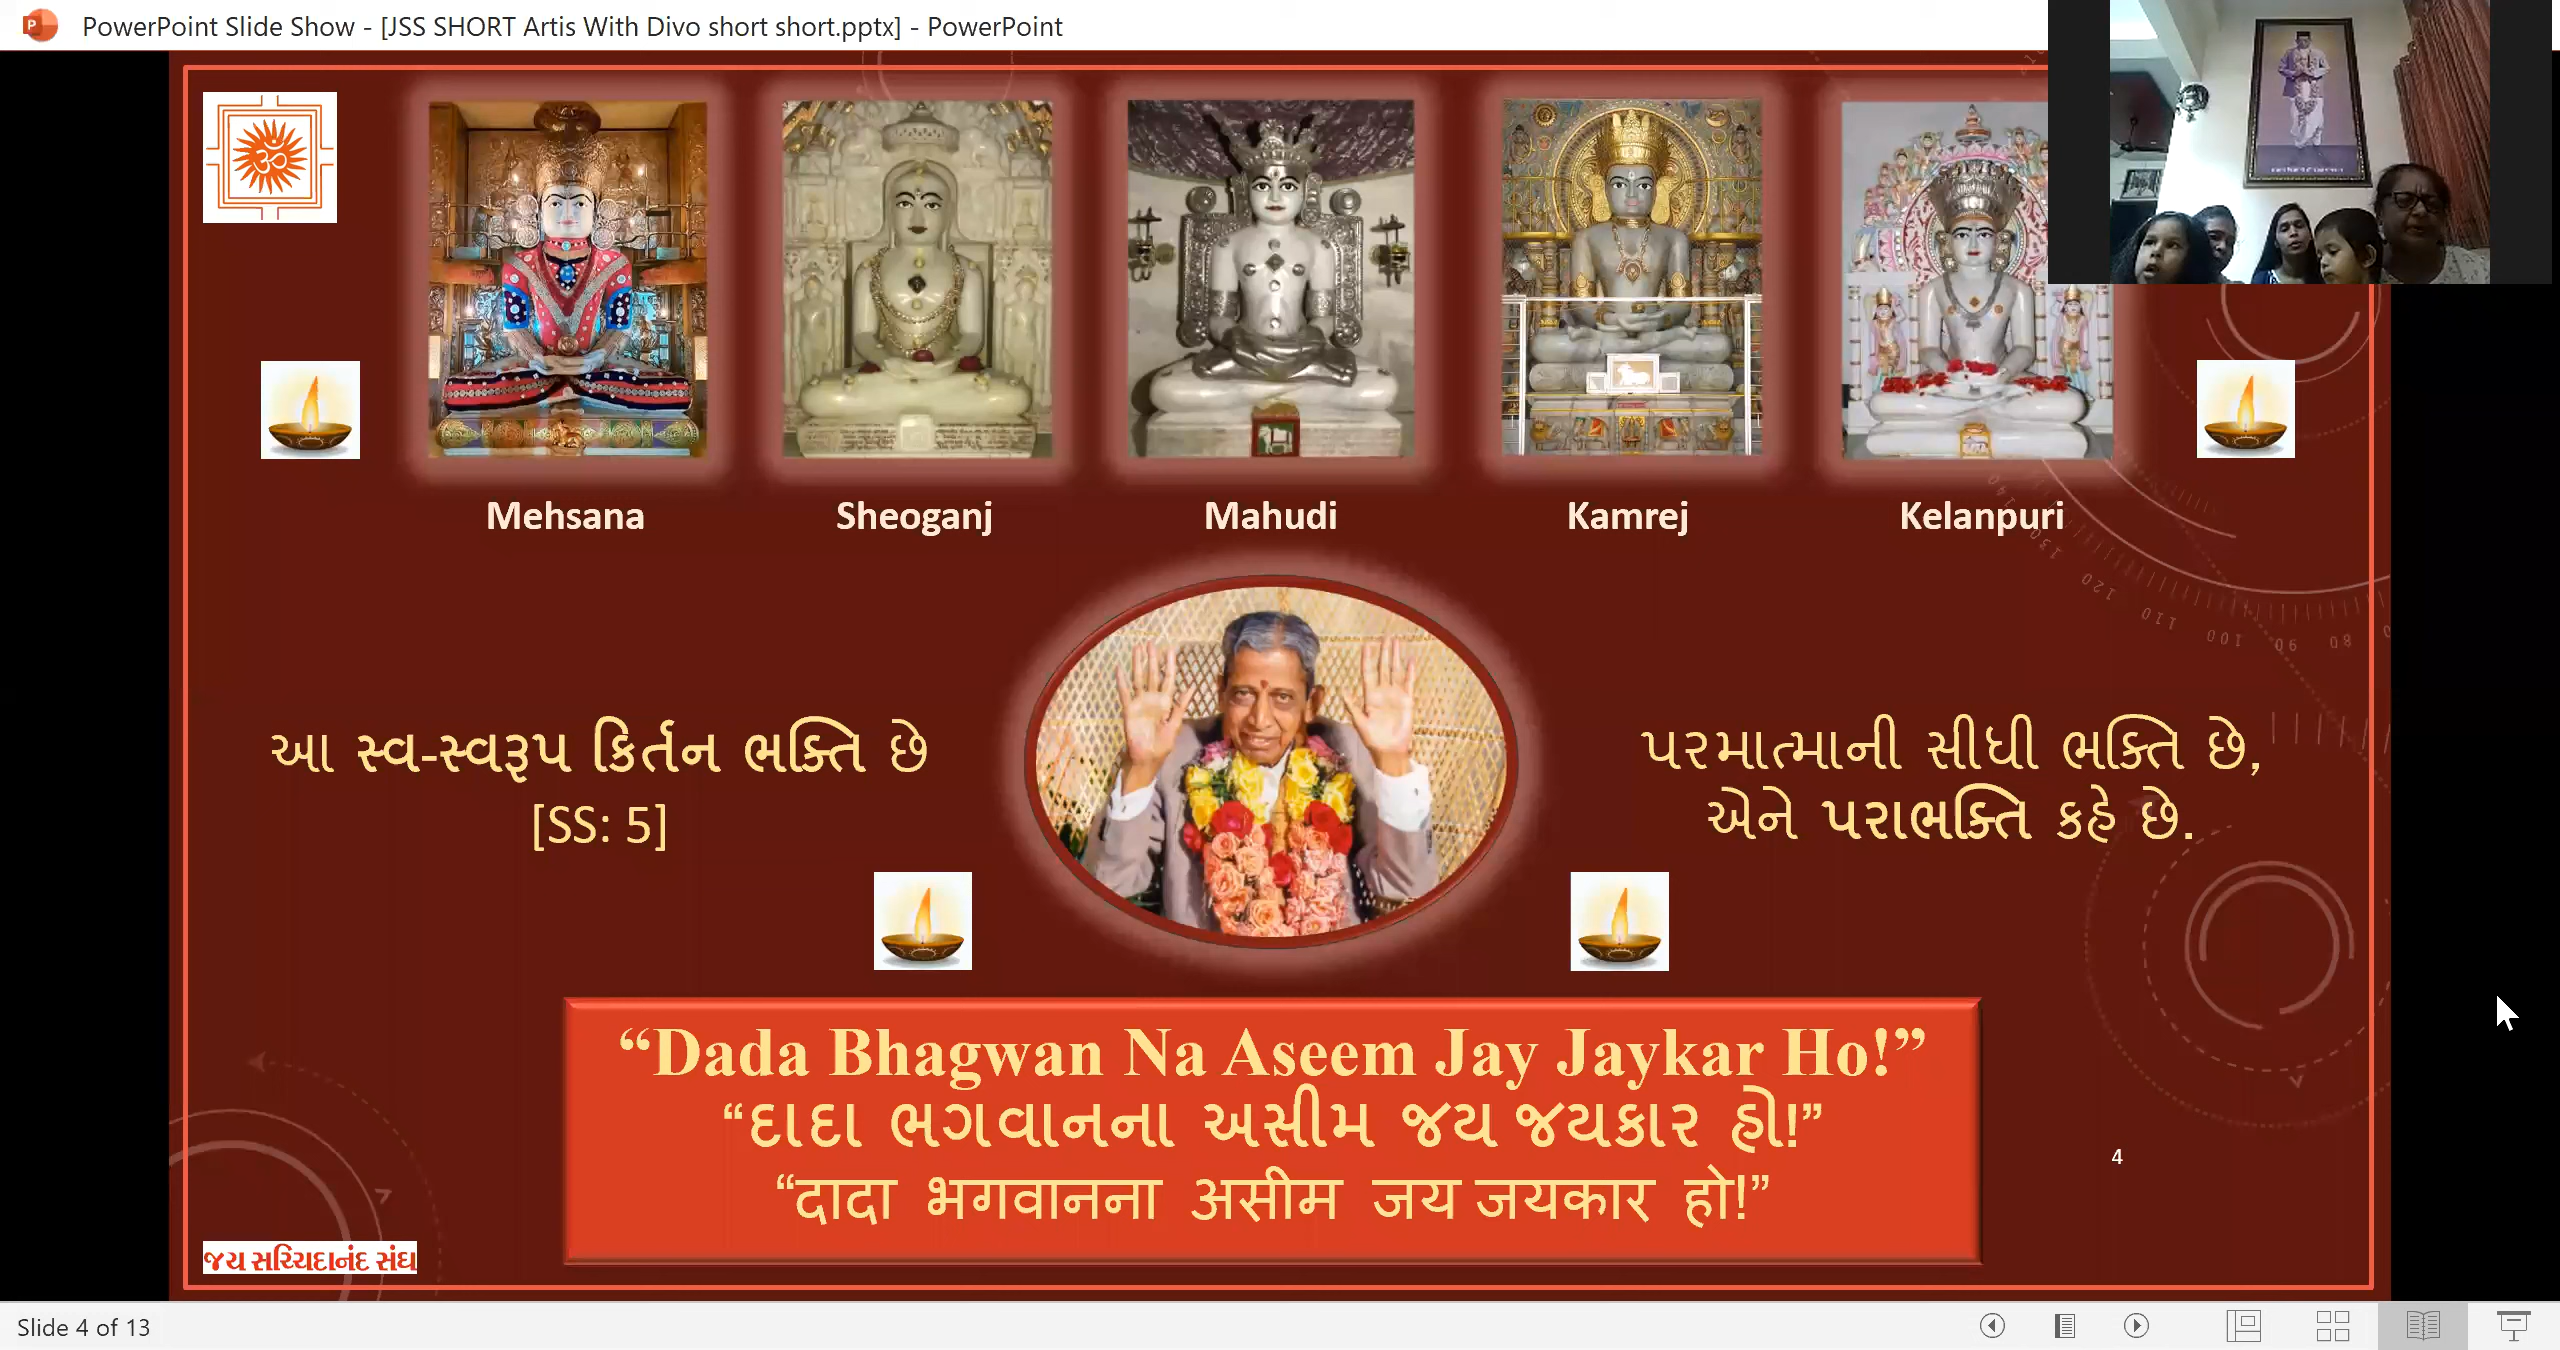 PowerPoint Slide Show - [JSS SHORT Artis With Divo short short.pptx] - PowerPoint
Mehsana
Sheoganj
Mahudi
Kamrej
Kelanpuri
આ સ્વ-સ્વરૂપ કિર્તન ભક્તિ છે
[SS: 5]
પરમાત્માની સીધી ભક્તિ છે,
એને પરાભક્તિ કહે છે.
“Dada Bhagwan Na Aseem Jay Jaykar Ho!”
“દાદા ભગવાનના અસીમ જય જયકાર હો!”
“दादा भगवानना असीम जय जयकार हो!”
4
જય સચ્ચિદાનંદ સંઘ
Slide 4 of 13